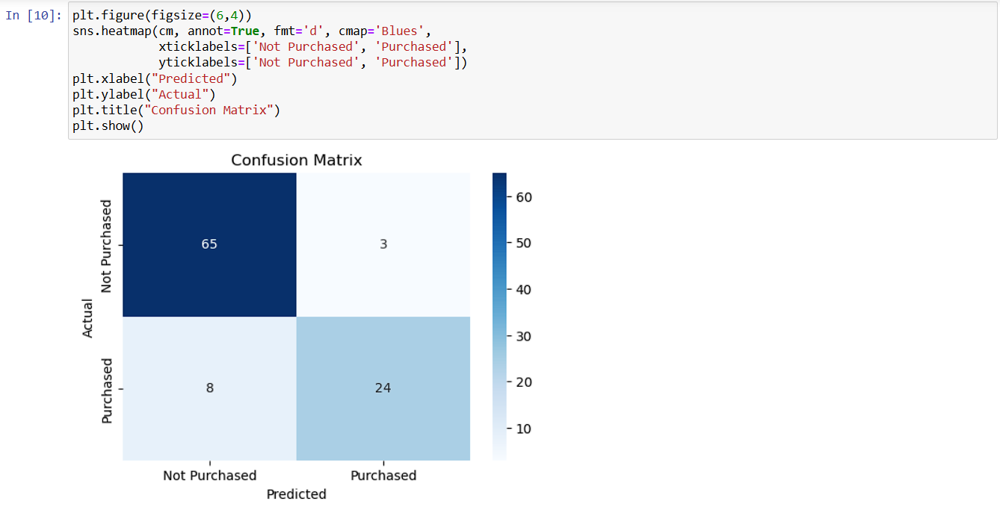 In [10]:
plt.figure(figsize=(6,4))
sns.heatmap(cm, annot=True, fmt='d', cmap='Blues',
            xticklabels=['Not Purchased', 'Purchased'],
            yticklabels=['Not Purchased', 'Purchased'])
plt.xlabel("Predicted")
plt.ylabel("Actual")
plt.title("Confusion Matrix")
plt.show()
Confusion Matrix
Actual
Not Purchased
65
3
Purchased
8
24
Not Purchased
Purchased
Predicted
60
50
40
30
20
10